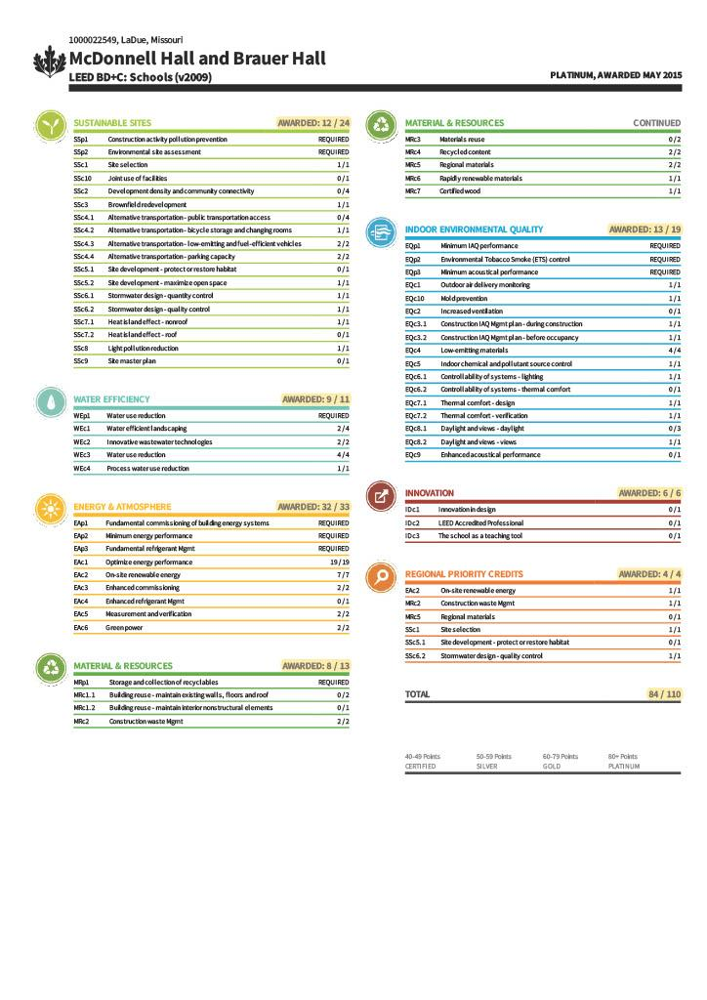 1000022549, LaDue, Missouri
McDonnell Hall and Brauer Hall
LEED BD+C: Schools (v2009)
PLATINUM, AWARDED MAY 2015
SUSTAINABLE SITES AWARDED: 12 / 24
SSp1 Construction activity pollution prevention REQUIRED
SSp2 Environmental site assessment REQUIRED
SSc1 Site selection 1 / 1
SSc10 Joint use of facilities 0 / 1
SSc2 Development density and community connectivity 0 / 4
SSc3 Brownfield redevelopment 1 / 1
SSc4.1 Alternative transportation - public transportation access 0 / 4
SSc4.2 Alternative transportation - bicycle storage and changing rooms 1 / 1
SSc4.3 Alternative transportation - low-emitting and fuel-efficient vehicles 2 / 2
SSc4.4 Alternative transportation - parking capacity 2 / 2
SSc5.1 Site development - protect or restore habitat 0 / 1
SSc5.2 Site development - maximize open space 1 / 1
SSc6.1 Stormwater design - quantity control 1 / 1
SSc6.2 Stormwater design - quality control 1 / 1
SSc7.1 Heat island effect - nonroof 1 / 1
SSc7.2 Heat island effect - roof 0 / 1
SSc8 Light pollution reduction 1 / 1
SSc9 Site master plan 0 / 1
WATER EFFICIENCY AWARDED: 9 / 11
WEp1 Water use reduction REQUIRED
WEc1 Water efficient landscaping 2 / 4
WEc2 Innovative wastewater technologies 2 / 2
WEc3 Water use reduction 4 / 4
WEc4 Process water use reduction 1 / 1
ENERGY & ATMOSPHERE AWARDED: 32 / 33
EAp1 Fundamental commissioning of building energy systems REQUIRED
EAp2 Minimum energy performance REQUIRED
EAp3 Fundamental refrigerant Mgmt REQUIRED
EAc1 Optimize energy performance 19 / 19
EAc2 On-site renewable energy 7 / 7
EAc3 Enhanced commissioning 2 / 2
EAc4 Enhanced refrigerant Mgmt 0 / 1
EAc5 Measurement and verification 2 / 2
EAc6 Green power 2 / 2
MATERIAL & RESOURCES AWARDED: 8 / 13
MRp1 Storage and collection of recyclables REQUIRED
MRc1.1 Building reuse - maintain existing walls, floors and roof 0 / 2
MRc1.2 Building reuse - maintain interior nonstructural elements 0 / 1
MRc2 Construction waste Mgmt 2 / 2
MATERIAL & RESOURCES CONTINUED
MRc3 Materials reuse 0 / 2
MRc4 Recycled content 2 / 2
MRc5 Regional materials 2 / 2
MRc6 Rapidly renewable materials 1 / 1
MRc7 Certified wood 1 / 1
INDOOR ENVIRONMENTAL QUALITY AWARDED: 13 / 19
EQp1 Minimum IAQ performance REQUIRED
EQp2 Environmental Tobacco Smoke (ETS) control REQUIRED
EQp3 Minimum acoustical performance REQUIRED
EQc1 Outdoor air delivery monitoring 1 / 1
EQc10 Mold prevention 1 / 1
EQc2 Increased ventilation 0 / 1
EQc3.1 Construction IAQ Mgmt plan - during construction 1 / 1
EQc3.2 Construction IAQ Mgmt plan - before occupancy 1 / 1
EQc4 Low-emitting materials 4 / 4
EQc5 Indoor chemical and pollutant source control 1 / 1
EQc6.1 Controllability of systems - lighting 1 / 1
EQc6.2 Controllability of systems - thermal comfort 0 / 1
EQc7.1 Thermal comfort - design 1 / 1
EQc7.2 Thermal comfort - verification 1 / 1
EQc8.1 Daylight and views - daylight 0 / 3
EQc8.2 Daylight and views - views 1 / 1
EQc9 Enhanced acoustical performance 0 / 1
INNOVATION AWARDED: 6 / 6
IDc1 Innovation in design 0 / 1
IDc2 LEED Accredited Professional 0 / 1
IDc3 The school as a teaching tool 0 / 1
REGIONAL PRIORITY CREDITS AWARDED: 4 / 4
EAc2 On-site renewable energy 1 / 1
MRc2 Construction waste Mgmt 1 / 1
MRc5 Regional materials 0 / 1
SSc1 Site selection 1 / 1
SSc5.1 Site development - protect or restore habitat 0 / 1
SSc6.2 Stormwater design - quality control 1 / 1
TOTAL 84 / 110
40-49 Points 50-59 Points 60-79 Points 80+ Points
CERTIFIED SILVER GOLD PLATINUM